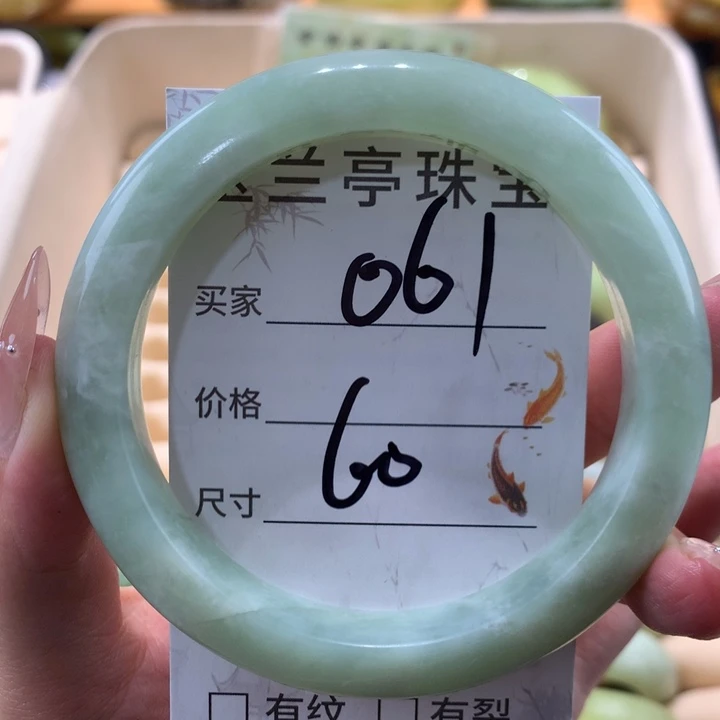 兰亭珠宝
买家 061
价格
尺寸 60
有纹 有裂